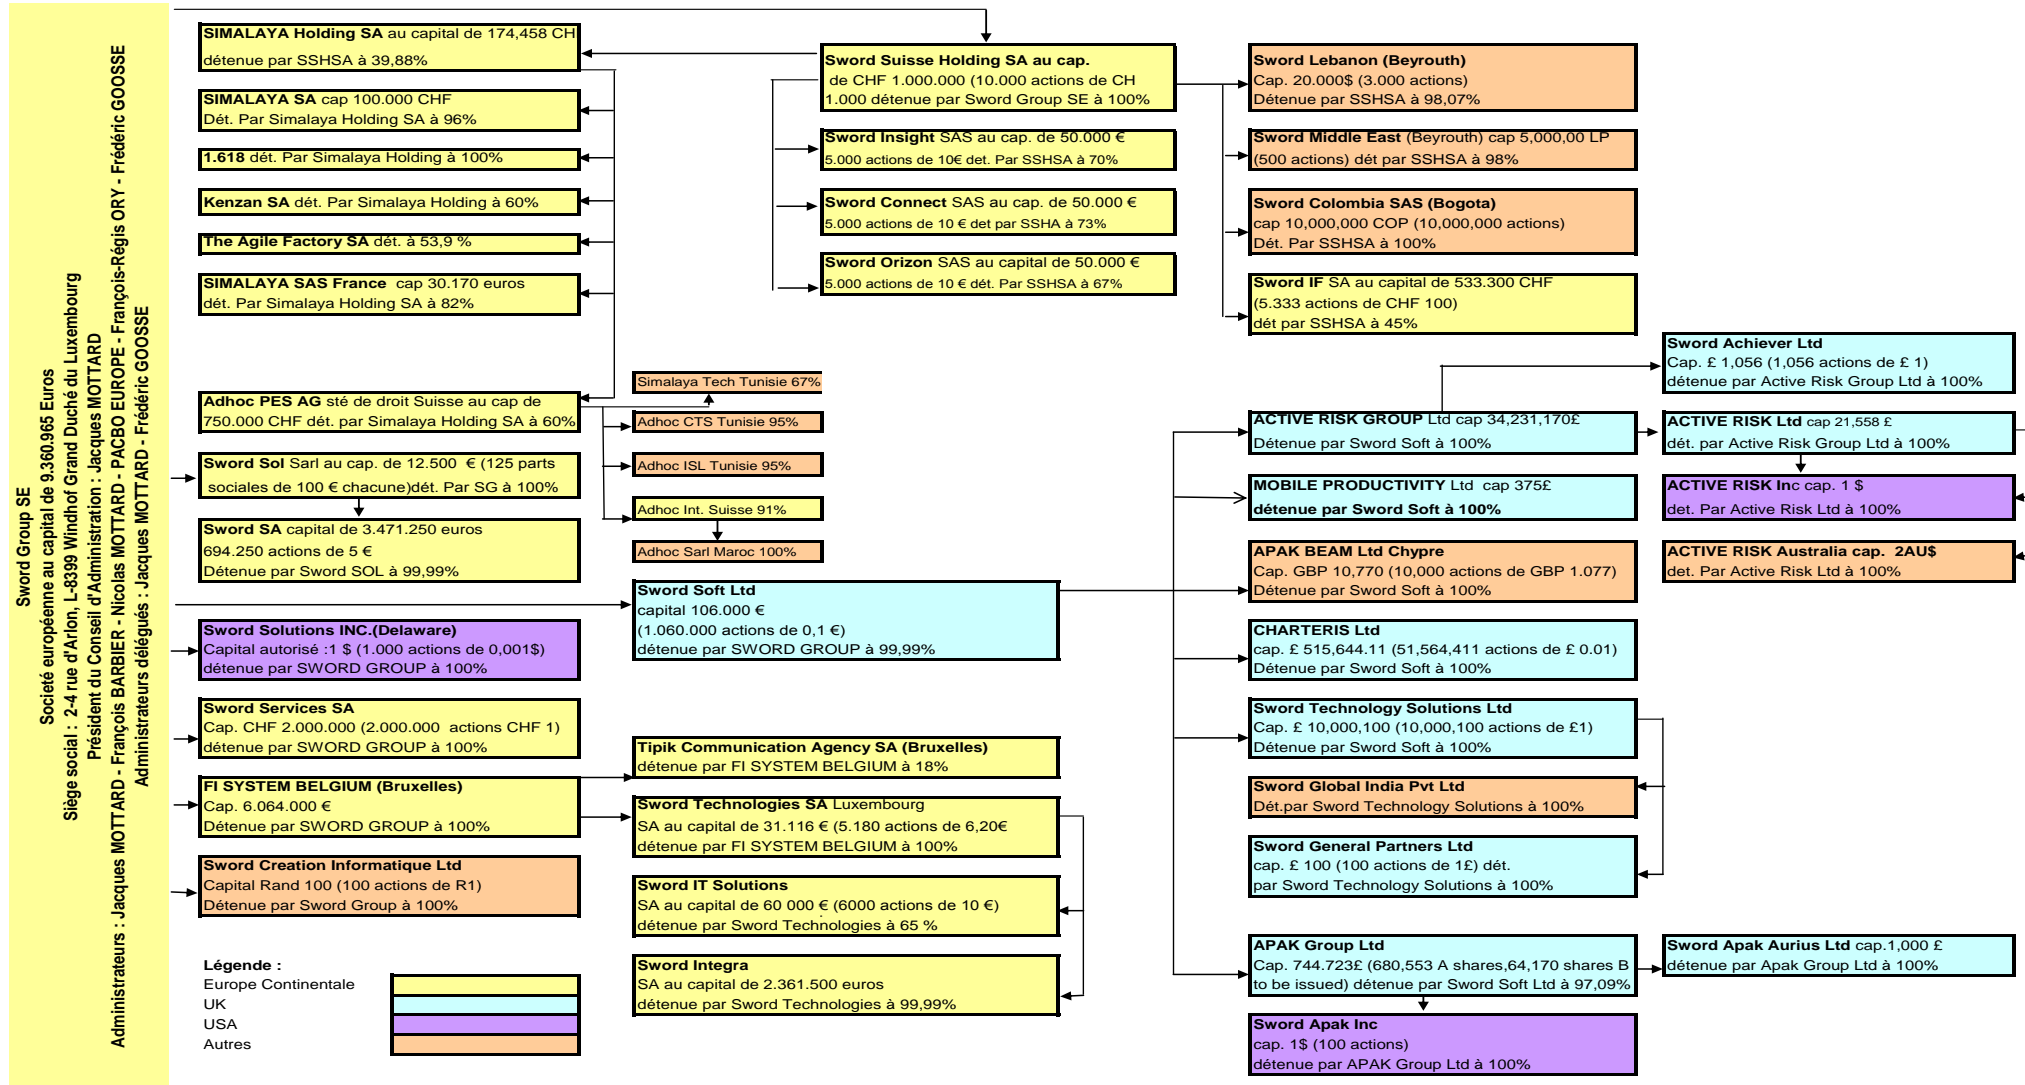 Sword Group SE
Societé européenne au capital de 9.360.965 Euros
Siège social : 2-4 rue d'Arlon, L-8399 Windhof Grand Duché du Luxembourg
Président du Conseil d'Administration : Jacques MOTTARD
Administrateurs : Jacques MOTTARD - François BARBIER - Nicolas MOTTARD - PACBO EUROPE - François-Régis ORY - Frédéric GOOSSE
Administrateurs délégués : Jacques MOTTARD - Frédéric GOOSSE
SIMALAYA Holding SA au capital de 174,458 CH
détenue par SSHSA à 39,88%
SIMALAYA SA cap 100.000 CHF
Dét. Par Simalaya Holding SA à 96%
1.618 dét. Par Simalaya Holding à 100%
Kenzan SA dét. Par Simalaya Holding à 60%
The Agile Factory SA dét. à 53,9 %
SIMALAYA SAS France cap 30.170 euros
dét. Par Simalaya Holding SA à 82%
Adhoc PES AG sté de droit Suisse au cap de
750.000 CHF dét. par Simalaya Holding SA à 60%
Sword Sol Sarl au cap. de 12.500 € (125 parts
sociales de 100 € chacune)dét. Par SG à 100%
Sword SA capital de 3.471.250 euros
694.250 actions de 5 €
Détenue par Sword SOL à 99,99%
Sword Solutions INC.(Delaware)
Capital autorisé :1 $ (1.000 actions de 0,001$)
détenue par SWORD GROUP à 100%
Sword Services SA
Cap. CHF 2.000.000 (2.000.000 actions CHF 1)
détenue par SWORD GROUP à 100%
FI SYSTEM BELGIUM (Bruxelles)
Cap. 6.064.000 €
Détenue par SWORD GROUP à 100%
Sword Creation Informatique Ltd
Capital Rand 100 (100 actions de R1)
Détenue par Sword Group à 100%
Légende :
Europe Continentale
UK
USA
Autres
Sword Suisse Holding SA au cap.
de CHF 1.000.000 (10.000 actions de CH
1.000 détenue par Sword Group SE à 100%
Sword Insight SAS au cap. de 50.000 €
5.000 actions de 10€ det. Par SSHSA à 70%
Sword Connect SAS au cap. de 50.000 €
5.000 actions de 10 € det par SSHA à 73%
Sword Orizon SAS au capital de 50.000 €
5.000 actions de 10 € dét. Par SSHSA à 67%
Simalaya Tech Tunisie 67%
Adhoc CTS Tunisie 95%
Adhoc ISL Tunisie 95%
Adhoc Int. Suisse 91%
Adhoc Sarl Maroc 100%
Sword Soft Ltd
capital 106.000 €
(1.060.000 actions de 0,1 €)
détenue par SWORD GROUP à 99,99%
Tipik Communication Agency SA (Bruxelles)
détenue par FI SYSTEM BELGIUM à 18%
Sword Technologies SA Luxembourg
SA au capital de 31.116 € (5.180 actions de 6,20€
détenue par FI SYSTEM BELGIUM à 100%
Sword IT Solutions
SA au capital de 60 000 € (6000 actions de 10 €)
détenue par Sword Technologies à 65 %
Sword Integra
SA au capital de 2.361.500 euros
détenue par Sword Technologies à 99,99%
Sword Lebanon (Beyrouth)
Cap. 20.000$ (3.000 actions)
Détenue par SSHSA à 98,07%
Sword Middle East (Beyrouth) cap 5,000,00 LP
(500 actions) dét par SSHSA à 98%
Sword Colombia SAS (Bogota)
cap 10,000,000 COP (10,000,000 actions)
Dét. Par SSHSA à 100%
Sword IF SA au capital de 533.300 CHF
(5.333 actions de CHF 100)
dét par SSHSA à 45%
ACTIVE RISK GROUP Ltd cap 34,231,170£
Détenue par Sword Soft à 100%
MOBILE PRODUCTIVITY Ltd cap 375£
détenue par Sword Soft à 100%
APAK BEAM Ltd Chypre
Cap. GBP 10,770 (10,000 actions de GBP 1.077)
Détenue par Sword Soft à 100%
CHARTERIS Ltd
cap. £ 515,644.11 (51,564,411 actions de £ 0.01)
Détenue par Sword Soft à 100%
Sword Technology Solutions Ltd
Cap. £ 10,000,100 (10,000,100 actions de £1)
Détenue par Sword Soft à 100%
Sword Global India Pvt Ltd
Dét.par Sword Technology Solutions à 100%
Sword General Partners Ltd
cap. £ 100 (100 actions de 1£) dét.
par Sword Technology Solutions à 100%
APAK Group Ltd
Cap. 744.723£ (680,553 A shares,64,170 shares B
to be issued) détenue par Sword Soft Ltd à 97,09%
Sword Apak Inc
cap. 1$ (100 actions)
détenue par APAK Group Ltd à 100%
Sword Achiever Ltd
Cap. £ 1,056 (1,056 actions de £ 1)
détenue par Active Risk Group Ltd à 100%
ACTIVE RISK Ltd cap 21,558 £
dét. par Active Risk Group Ltd à 100%
ACTIVE RISK Inc cap. 1 $
det. Par Active Risk Ltd à 100%
ACTIVE RISK Australia cap. 2AU$
det. Par Active Risk Ltd à 100%
Sword Apak Aurius Ltd cap.1,000 £
détenue par Apak Group Ltd à 100%